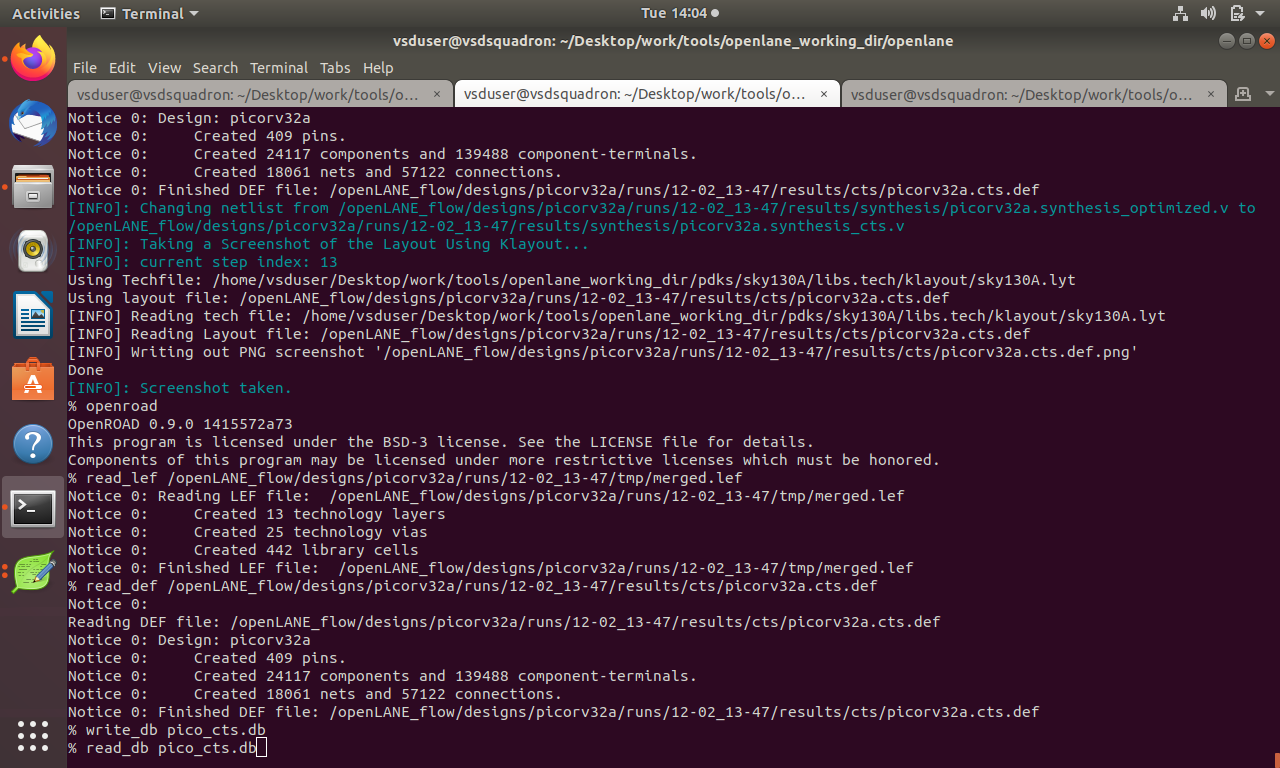 Activities Terminal Tue 14:04
vsduser@vsdsquadron: ~/Desktop/work/tools/openlane_working_dir/openlane
File Edit View Search Terminal Tabs Help
vsduser@vsdsquadron: ~/Desktop/work/tools/o... × vsduser@vsdsquadron: ~/Desktop/work/tools/o... × vsduser@vsdsquadron: ~/Desktop/work/tools/o... ×
Notice 0: Design: picorv32a
Notice 0:     Created 409 pins.
Notice 0:     Created 24117 components and 139488 component-terminals.
Notice 0:     Created 18061 nets and 57122 connections.
Notice 0: Finished DEF file: /openLANE_flow/designs/picorv32a/runs/12-02_13-47/results/cts/picorv32a.cts.def
[INFO]: Changing netlist from /openLANE_flow/designs/picorv32a/runs/12-02_13-47/results/synthesis/picorv32a.synthesis_optimized.v to
/openLANE_flow/designs/picorv32a/runs/12-02_13-47/results/synthesis/picorv32a.synthesis_cts.v
[INFO]: Taking a Screenshot of the Layout Using Klayout...
[INFO]: current step index: 13
Using Techfile: /home/vsduser/Desktop/work/tools/openlane_working_dir/pdks/sky130A/libs.tech/klayout/sky130A.lyt
Using layout file: /openLANE_flow/designs/picorv32a/runs/12-02_13-47/results/cts/picorv32a.cts.def
[INFO] Reading tech file: /home/vsduser/Desktop/work/tools/openlane_working_dir/pdks/sky130A/libs.tech/klayout/sky130A.lyt
[INFO] Reading Layout file: /openLANE_flow/designs/picorv32a/runs/12-02_13-47/results/cts/picorv32a.cts.def
[INFO] Writing out PNG screenshot '/openLANE_flow/designs/picorv32a/runs/12-02_13-47/results/cts/picorv32a.cts.def.png'
Done
[INFO]: Screenshot taken.
% openroad
OpenROAD 0.9.0 1415572a73
This program is licensed under the BSD-3 license. See the LICENSE file for details.
Components of this program may be licensed under more restrictive licenses which must be honored.
% read_lef /openLANE_flow/designs/picorv32a/runs/12-02_13-47/tmp/merged.lef
Notice 0: Reading LEF file:  /openLANE_flow/designs/picorv32a/runs/12-02_13-47/tmp/merged.lef
Notice 0:     Created 13 technology layers
Notice 0:     Created 25 technology vias
Notice 0:     Created 442 library cells
Notice 0: Finished LEF file:  /openLANE_flow/designs/picorv32a/runs/12-02_13-47/tmp/merged.lef
% read_def /openLANE_flow/designs/picorv32a/runs/12-02_13-47/results/cts/picorv32a.cts.def
Notice 0:
Reading DEF file: /openLANE_flow/designs/picorv32a/runs/12-02_13-47/results/cts/picorv32a.cts.def
Notice 0: Design: picorv32a
Notice 0:     Created 409 pins.
Notice 0:     Created 24117 components and 139488 component-terminals.
Notice 0:     Created 18061 nets and 57122 connections.
Notice 0: Finished DEF file: /openLANE_flow/designs/picorv32a/runs/12-02_13-47/results/cts/picorv32a.cts.def
% write_db pico_cts.db
% read_db pico_cts.db